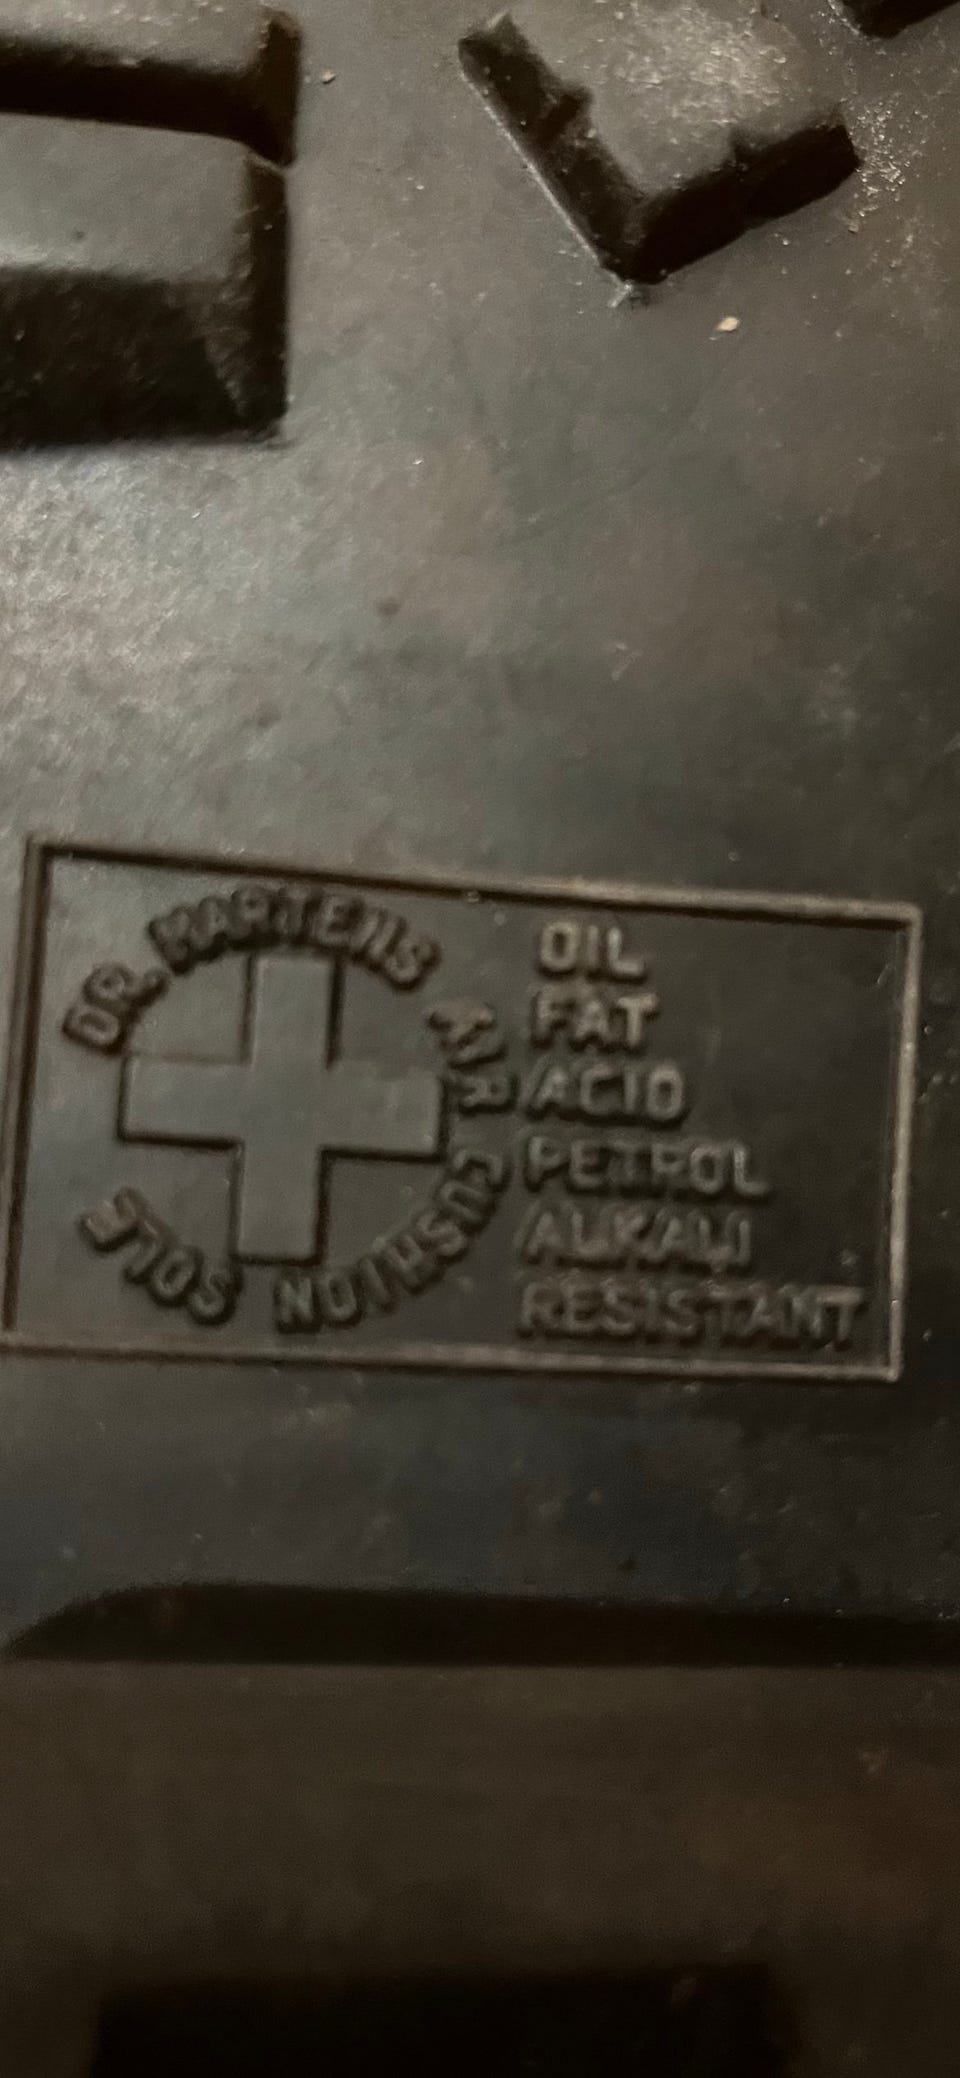 DR. MARTENS AIR CUSHION SOLE
OIL
FAT
ACID
PETROL
ALKALI
RESISTANT